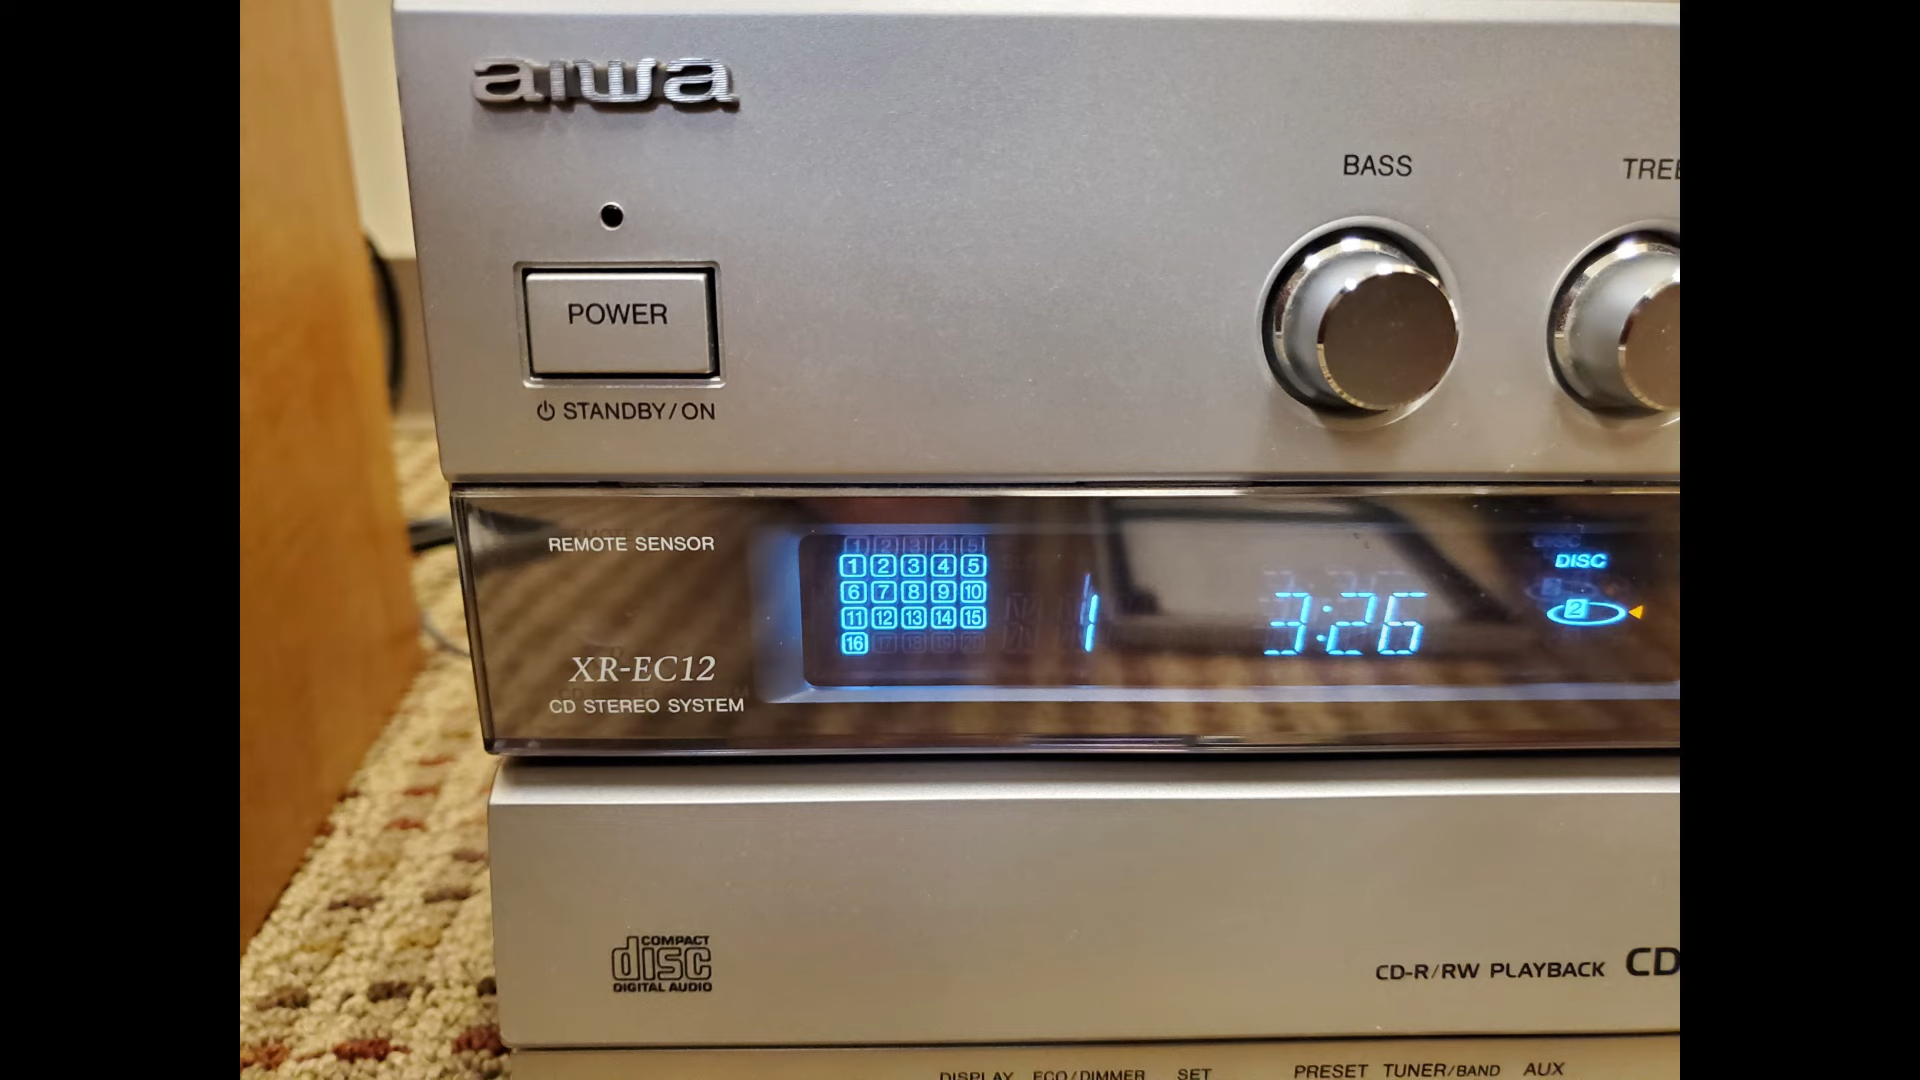 aiwa
BASS
TREB
POWER
⏻ STANDBY/ON
REMOTE SENSOR
1 2 3 4 5
6 7 8 9 10
11 12 13 14 15
16
1 3:26
DISC
2
XR-EC12
CD STEREO SYSTEM
COMPACT
disc
DIGITAL AUDIO
CD-R/RW PLAYBACK CD
DISPLAY ECO/DIMMER SET PRESET TUNER/BAND AUX